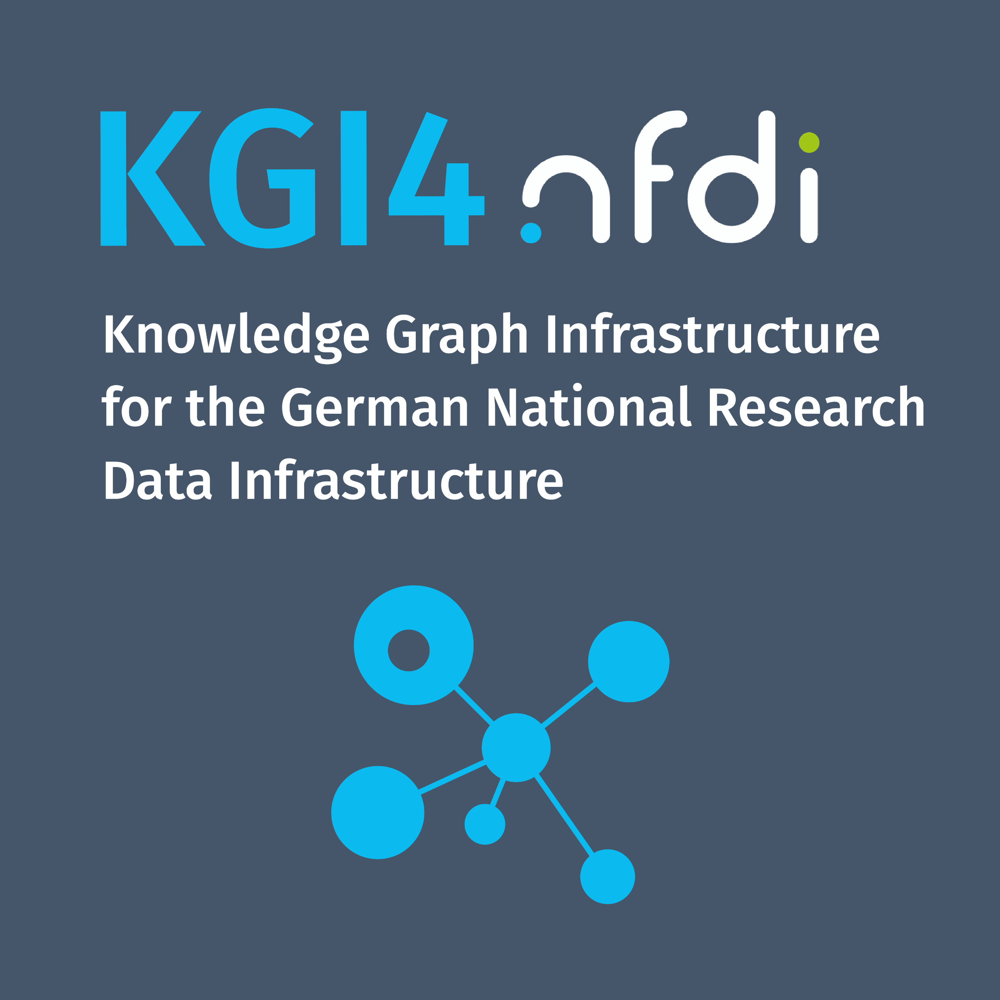 KGI4nfdi
Knowledge Graph Infrastructure
for the German National Research
Data Infrastructure